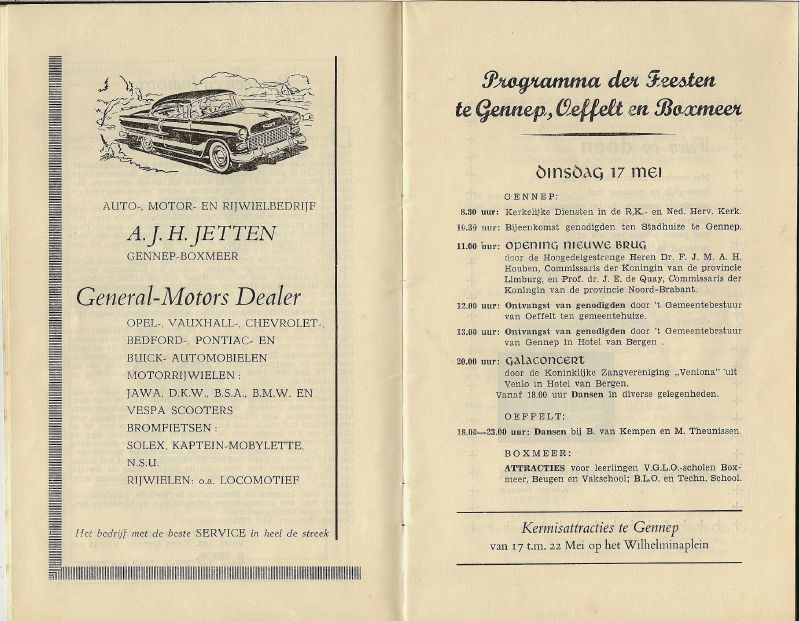 AUTO-, MOTOR- EN RIJWIELBEDRIJF
A. J. H. JETTEN
GENNEP-BOXMEER
General-Motors Dealer
OPEL-, VAUXHALL-, CHEVROLET-,
BEDFORD-, PONTIAC- EN
BUICK- AUTOMOBIELEN
MOTORRIJWIELEN :
JAWA, D.K.W., B.S.A., B.M.W. EN
VESPA SCOOTERS
BROMFIETSEN :
SOLEX, KAPTEIN-MOBYLETTE,
N.S.U.
RIJWIELEN: o.a. LOCOMOTIEF
Het bedrijf met de beste SERVICE in heel de streek
Programma der Feesten
te Gennep, Oeffelt en Boxmeer
DINSDAG 17 MEI
GENNEP:
8.30 uur: Kerkelijke Diensten in de R.K.- en Ned. Herv. Kerk.
10.30 uur: Bijeenkomst genodigden ten Stadhuize te Gennep.
11.00 uur: OPENING NIEUWE BRUG
door de Hoogedelgestrenge Heren Dr. F. J. M. A. H.
Houben, Commissaris der Koningin van de provincie
Limburg, en Prof. dr. J. E. de Quay, Commissaris der
Koningin van de provincie Noord-Brabant.
12.00 uur: Ontvangst van genodigden door 't Gemeentebestuur
van Oeffelt ten gemeentehuize.
13.00 uur: Ontvangst van genodigden door 't Gemeentebestuur
van Gennep in Hotel van Bergen .
20.00 uur: GALACONCERT
door de Koninklijke Zangvereniging „Venlona" uit
Venlo in Hotel van Bergen.
Vanaf 18.00 uur Dansen in diverse gelegenheden.
OEFFELT:
18.00—23.00 uur: Dansen bij B. van Kempen en M. Theunissen.
BOXMEER:
ATTRACTIES voor leerlingen V.G.L.O.-scholen Box-
meer, Beugen en Vakschool; B.L.O. en Techn. School.
Kermisattracties te Gennep
van 17 t.m. 22 Mei op het Wilhelminaplein